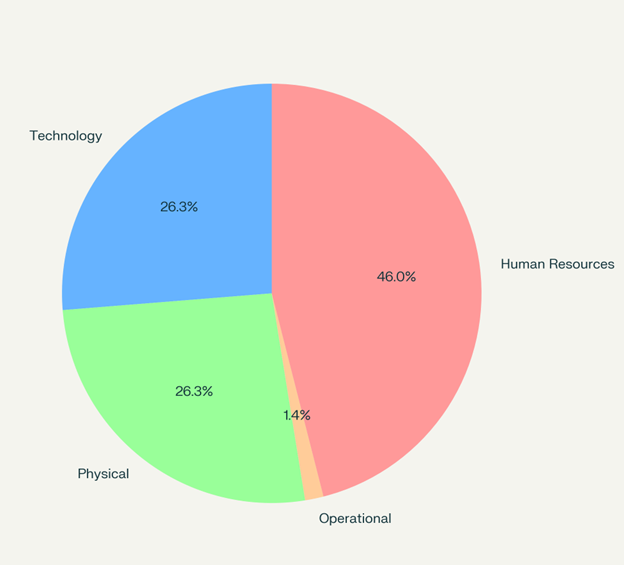 Technology
26.3%
Human Resources
46.0%
26.3%
1.4%
Physical
Operational